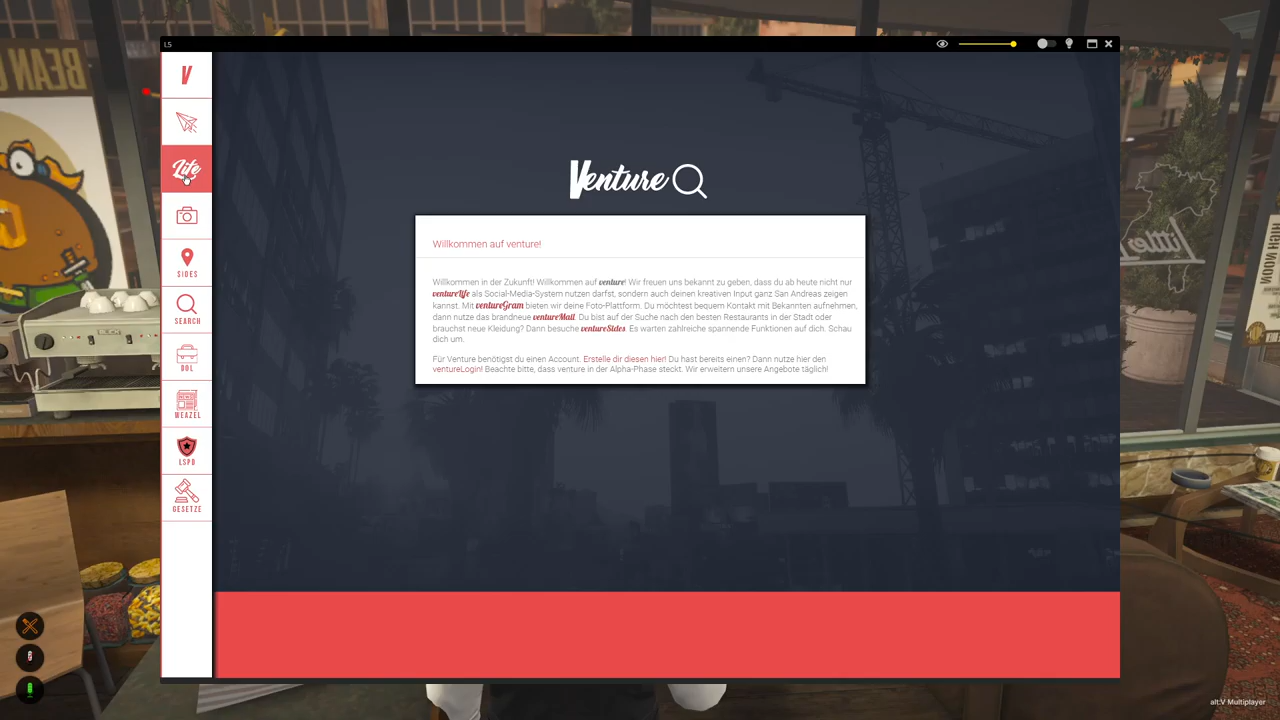 L5
V
Life
SIDES
SEARCH
DOL
WEAZEL
LSPD
GESETZE
Venture
Willkommen auf venture!
Willkommen in der Zukunft! Willkommen auf venture! Wir freuen uns bekannt zu geben, dass du ab heute nicht nur
ventureLife als Social-Media-System nutzen darfst, sondern auch deinen kreativen Input ganz San Andreas zeigen
kannst. Mit ventureGram bieten wir deine Foto-Plattform. Du möchtest bequem Kontakt mit Bekannten aufnehmen,
dann nutze das brandneue ventureMail. Du bist auf der Suche nach den besten Restaurants in der Stadt oder
brauchst neue Kleidung? Dann besuche ventureSides. Es warten zahlreiche spannende Funktionen auf dich. Schau
dich um.
Für Venture benötigst du einen Account. Erstelle dir diesen hier! Du hast bereits einen? Dann nutze hier den
ventureLogin! Beachte bitte, dass venture in der Alpha-Phase steckt. Wir erweitern unsere Angebote täglich!
BEAN
Little
HIGH NOON
alt:V Multiplayer